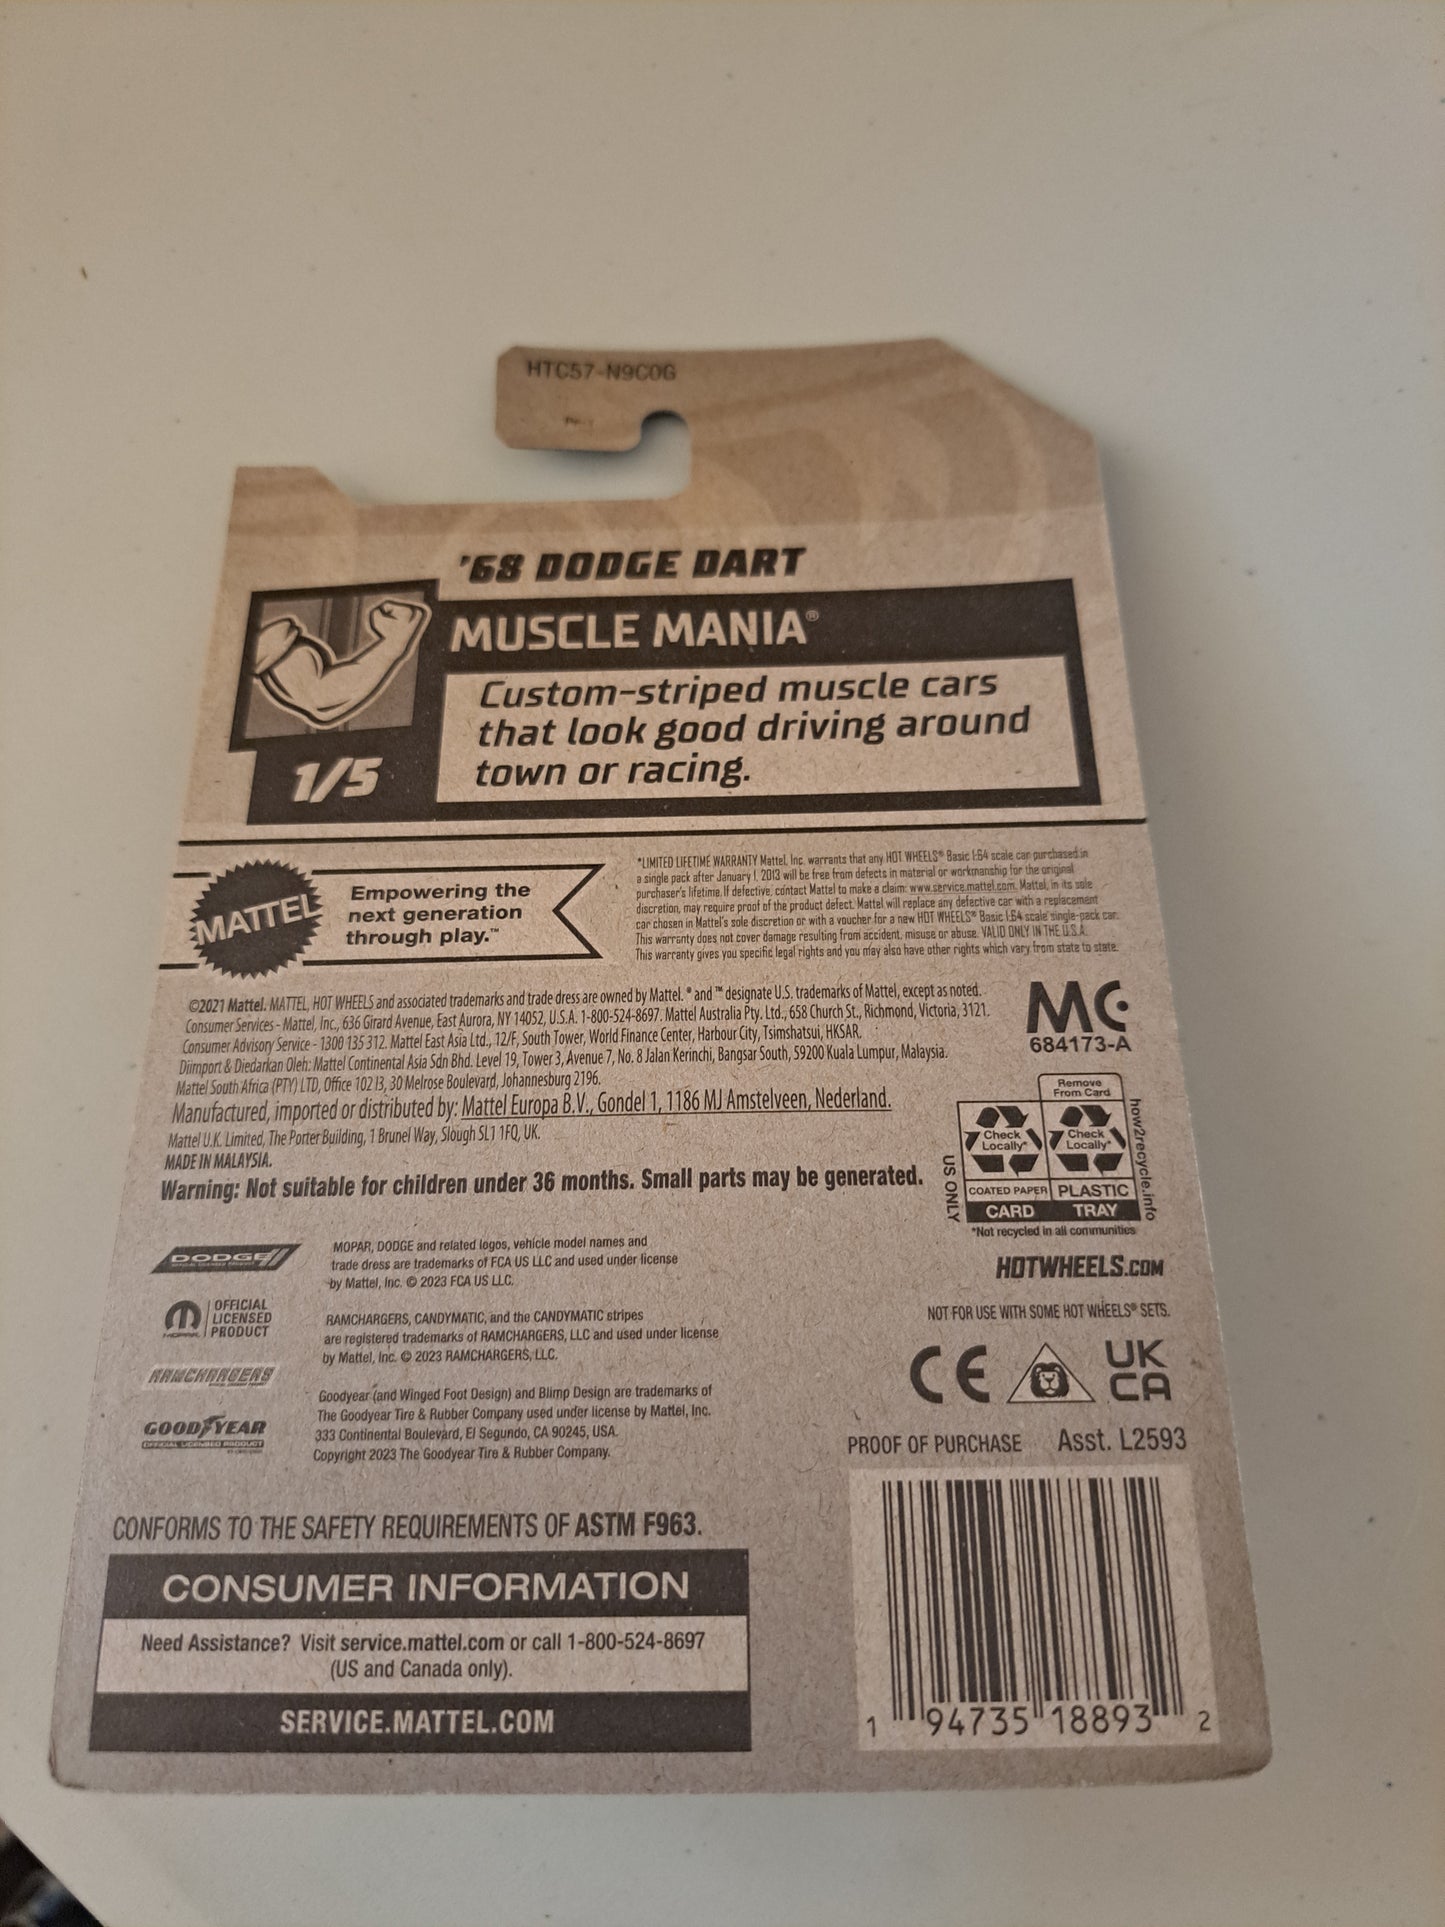 HTC57-N9C0G
'68 DODGE DART
MUSCLE MANIA®
Custom-striped muscle cars
that look good driving around
town or racing.
1/5
MATTEL
Empowering the
next generation
through play.™
*LIMITED LIFETIME WARRANTY Mattel, Inc. warrants that any HOT WHEELS® Basic 1:64 scale car purchased in
a single pack after January 1, 2013 will be free from defects in material or workmanship for the original
purchaser's lifetime. If defective, contact Mattel to make a claim: www.service.mattel.com. Mattel, in its sole
discretion, may require proof of the product defect. Mattel will replace any defective car with a replacement
car chosen in Mattel's sole discretion or with a voucher for a new HOT WHEELS® Basic 1:64 scale single-pack car.
This warranty does not cover damage resulting from accident, misuse or abuse. VALID ONLY IN THE U.S.A.
This warranty gives you specific legal rights and you may also have other rights which vary from state to state.
©2021 Mattel. MATTEL, HOT WHEELS and associated trademarks and trade dress are owned by Mattel. ® and ™ designate U.S. trademarks of Mattel, except as noted.
Consumer Services - Mattel, Inc., 636 Girard Avenue, East Aurora, NY 14052, U.S.A. 1-800-524-8697. Mattel Australia Pty. Ltd., 658 Church St., Richmond, Victoria, 3121.
Consumer Advisory Service - 1300 135 312. Mattel East Asia Ltd., 12/F, South Tower, World Finance Center, Harbour City, Tsimshatsui, HKSAR.
Diimport & Diedarkan Oleh: Mattel Continental Asia Sdn Bhd. Level 19, Tower 3, Avenue 7, No. 8 Jalan Kerinchi, Bangsar South, 59200 Kuala Lumpur, Malaysia.
Mattel South Africa (PTY) LTD, Office 102 I3, 30 Melrose Boulevard, Johannesburg 2196.
Manufactured, imported or distributed by: Mattel Europa B.V., Gondel 1, 1186 MJ Amstelveen, Nederland.
Mattel U.K. Limited, The Porter Building, 1 Brunel Way, Slough SL1 1FQ, UK.
MADE IN MALAYSIA.
Warning: Not suitable for children under 36 months. Small parts may be generated.
MC
684173-A
Remove
From Card
Check
Locally*
Check
Locally*
COATED PAPER
PLASTIC
CARD
TRAY
US ONLY
how2recycle.info
*Not recycled in all communities
HOTWHEELS.COM
NOT FOR USE WITH SOME HOT WHEELS® SETS.
CE
UK
CA
DODGE
MOPAR, DODGE and related logos, vehicle model names and
trade dress are trademarks of FCA US LLC and used under license
by Mattel, Inc. © 2023 FCA US LLC.
MOPAR
OFFICIAL
LICENSED
PRODUCT
RAMCHARGERS, CANDYMATIC, and the CANDYMATIC stripes
are registered trademarks of RAMCHARGERS, LLC and used under license
by Mattel, Inc. © 2023 RAMCHARGERS, LLC.
RAMCHARGERS
GOODYEAR
OFFICIAL LICENSED PRODUCT
Goodyear (and Winged Foot Design) and Blimp Design are trademarks of
The Goodyear Tire & Rubber Company used under license by Mattel, Inc.
333 Continental Boulevard, El Segundo, CA 90245, USA.
Copyright 2023 The Goodyear Tire & Rubber Company.
PROOF OF PURCHASE Asst. L2593
CONFORMS TO THE SAFETY REQUIREMENTS OF ASTM F963.
CONSUMER INFORMATION
Need Assistance? Visit service.mattel.com or call 1-800-524-8697
(US and Canada only).
SERVICE.MATTEL.COM
1 94735 18893 2